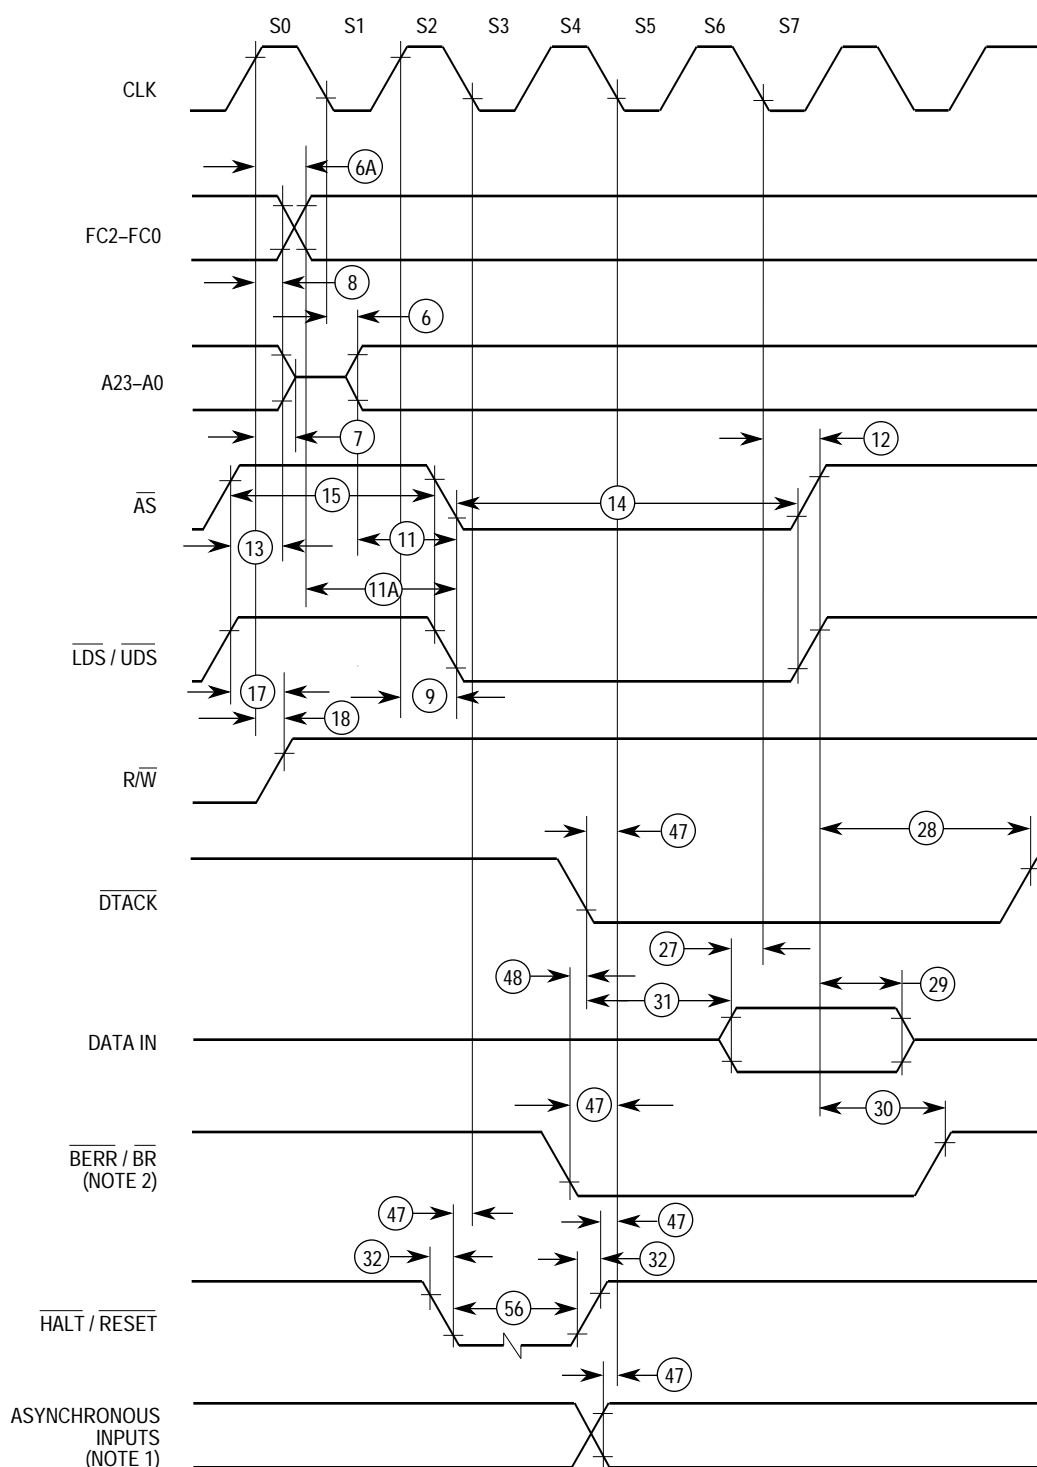 S0 S1 S2 S3 S4 S5 S6 S7
CLK
6A
FC2–FC0
8
6
A23–A0
7
12
15
14
AS
13
11
11A
LDS / UDS
17
9
18
R/W
47
28
DTACK
27
48
29
31
DATA IN
47
30
BERR / BR
(NOTE 2)
47
47
32
32
56
HALT / RESET
47
ASYNCHRONOUS
INPUTS
(NOTE 1)